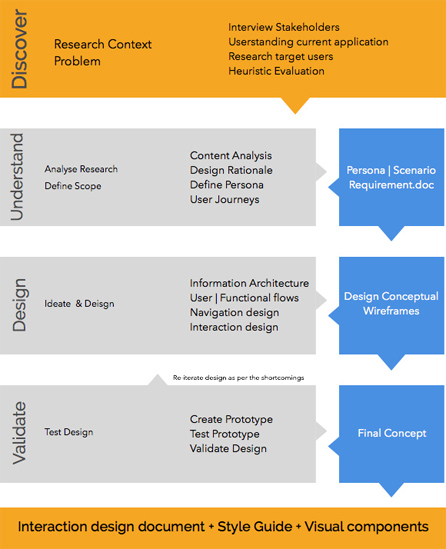 Discover
Research Context
Problem
Interview Stakeholders
Userstanding current application
Research target users
Heuristic Evaluation
Understand
Analyse Research
Define Scope
Content Analysis
Design Rationale
Define Persona
User Journeys
Persona | Scenario
Requirement.doc
Design
Ideate & Deisgn
Information Architecture
User | Functional flows
Navigation design
Interaction design
Design Conceptual
Wireframes
Re-iterate design as per the shortcomings
Validate
Test Design
Create Prototype
Test Prototype
Validate Design
Final Concept
Interaction design document + Style Guide + Visual components